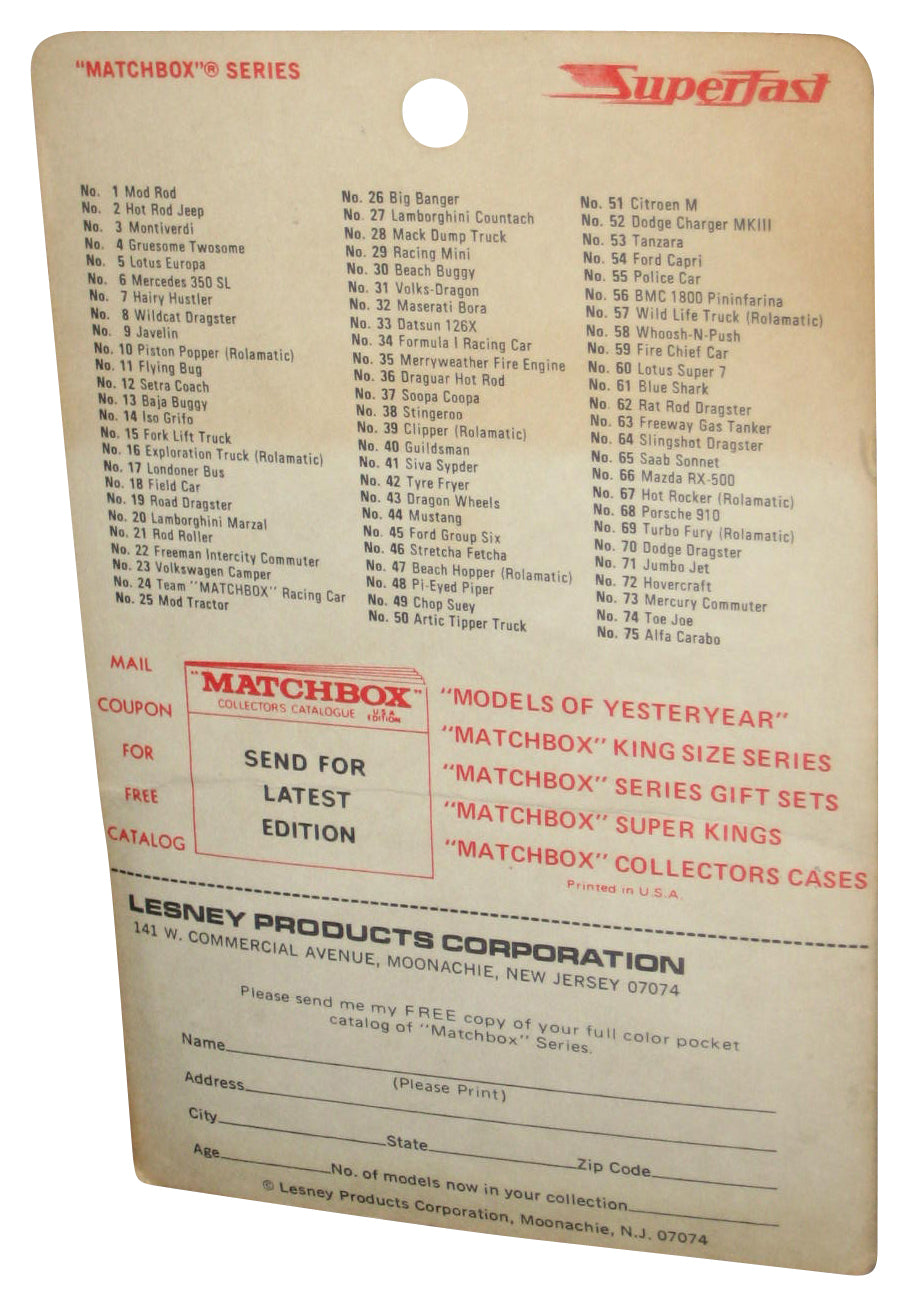 "MATCHBOX"® SERIES
Superfast
No. 1 Mod Rod
No. 2 Hot Rod Jeep
No. 3 Montiverdi
No. 4 Gruesome Twosome
No. 5 Lotus Europa
No. 6 Mercedes 350 SL
No. 7 Hairy Hustler
No. 8 Wildcat Dragster
No. 9 Javelin
No. 10 Piston Popper (Rolamatic)
No. 11 Flying Bug
No. 12 Setra Coach
No. 13 Baja Buggy
No. 14 Iso Grifo
No. 15 Fork Lift Truck
No. 16 Exploration Truck (Rolamatic)
No. 17 Londoner Bus
No. 18 Field Car
No. 19 Road Dragster
No. 20 Lamborghini Marzal
No. 21 Rod Roller
No. 22 Freeman Intercity Commuter
No. 23 Volkswagen Camper
No. 24 Team "MATCHBOX" Racing Car
No. 25 Mod Tractor
No. 26 Big Banger
No. 27 Lamborghini Countach
No. 28 Mack Dump Truck
No. 29 Racing Mini
No. 30 Beach Buggy
No. 31 Volks-Dragon
No. 32 Maserati Bora
No. 33 Datsun 126X
No. 34 Formula I Racing Car
No. 35 Merryweather Fire Engine
No. 36 Draguar Hot Rod
No. 37 Soopa Coopa
No. 38 Stingeroo
No. 39 Clipper (Rolamatic)
No. 40 Guildsman
No. 41 Siva Sypder
No. 42 Tyre Fryer
No. 43 Dragon Wheels
No. 44 Mustang
No. 45 Ford Group Six
No. 46 Stretcha Fetcha
No. 47 Beach Hopper (Rolamatic)
No. 48 Pi-Eyed Piper
No. 49 Chop Suey
No. 50 Artic Tipper Truck
No. 51 Citroen M
No. 52 Dodge Charger MKIII
No. 53 Tanzara
No. 54 Ford Capri
No. 55 Police Car
No. 56 BMC 1800 Pininfarina
No. 57 Wild Life Truck (Rolamatic)
No. 58 Whoosh-N-Push
No. 59 Fire Chief Car
No. 60 Lotus Super 7
No. 61 Blue Shark
No. 62 Rat Rod Dragster
No. 63 Freeway Gas Tanker
No. 64 Slingshot Dragster
No. 65 Saab Sonnet
No. 66 Mazda RX-500
No. 67 Hot Rocker (Rolamatic)
No. 68 Porsche 910
No. 69 Turbo Fury (Rolamatic)
No. 70 Dodge Dragster
No. 71 Jumbo Jet
No. 72 Hovercraft
No. 73 Mercury Commuter
No. 74 Toe Joe
No. 75 Alfa Carabo
MAIL
COUPON
FOR
FREE
CATALOG
"MATCHBOX"
COLLECTORS CATALOGUE U.S.A. EDITION
SEND FOR
LATEST
EDITION
"MODELS OF YESTERYEAR"
"MATCHBOX" KING SIZE SERIES
"MATCHBOX" SERIES GIFT SETS
"MATCHBOX" SUPER KINGS
"MATCHBOX" COLLECTORS CASES
Printed in U.S.A.
LESNEY PRODUCTS CORPORATION
141 W. COMMERCIAL AVENUE, MOONACHIE, NEW JERSEY 07074
Please send me my FREE copy of your full color pocket
catalog of "Matchbox" Series.
Name
(Please Print)
Address
City State Zip Code
Age No. of models now in your collection
© Lesney Products Corporation, Moonachie, N.J. 07074